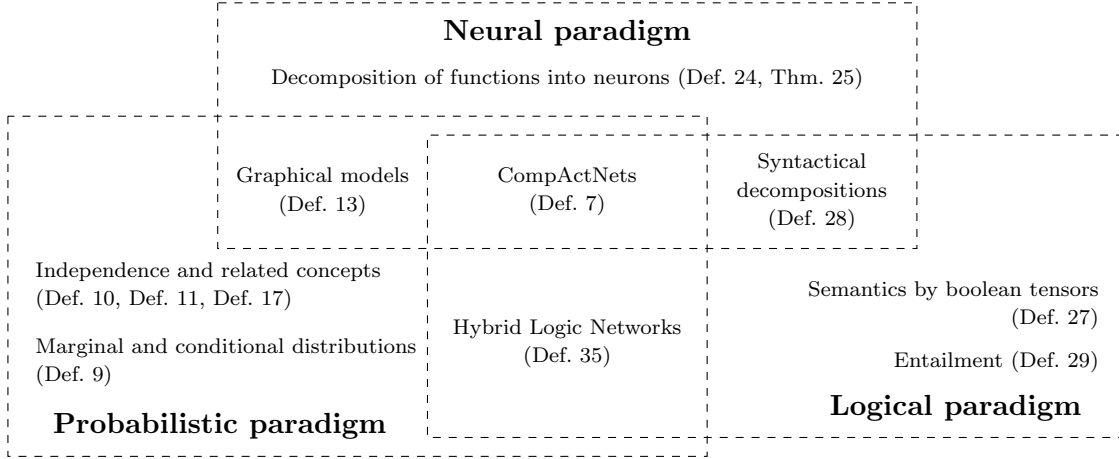 Neural paradigm
Decomposition of functions into neurons (Def. 24, Thm. 25)
Graphical models
(Def. 13)
CompActNets
(Def. 7)
Syntactical
decompositions
(Def. 28)
Independence and related concepts
(Def. 10, Def. 11, Def. 17)
Marginal and conditional distributions
(Def. 9)
Probabilistic paradigm
Hybrid Logic Networks
(Def. 35)
Semantics by boolean tensors
(Def. 27)
Entailment (Def. 29)
Logical paradigm